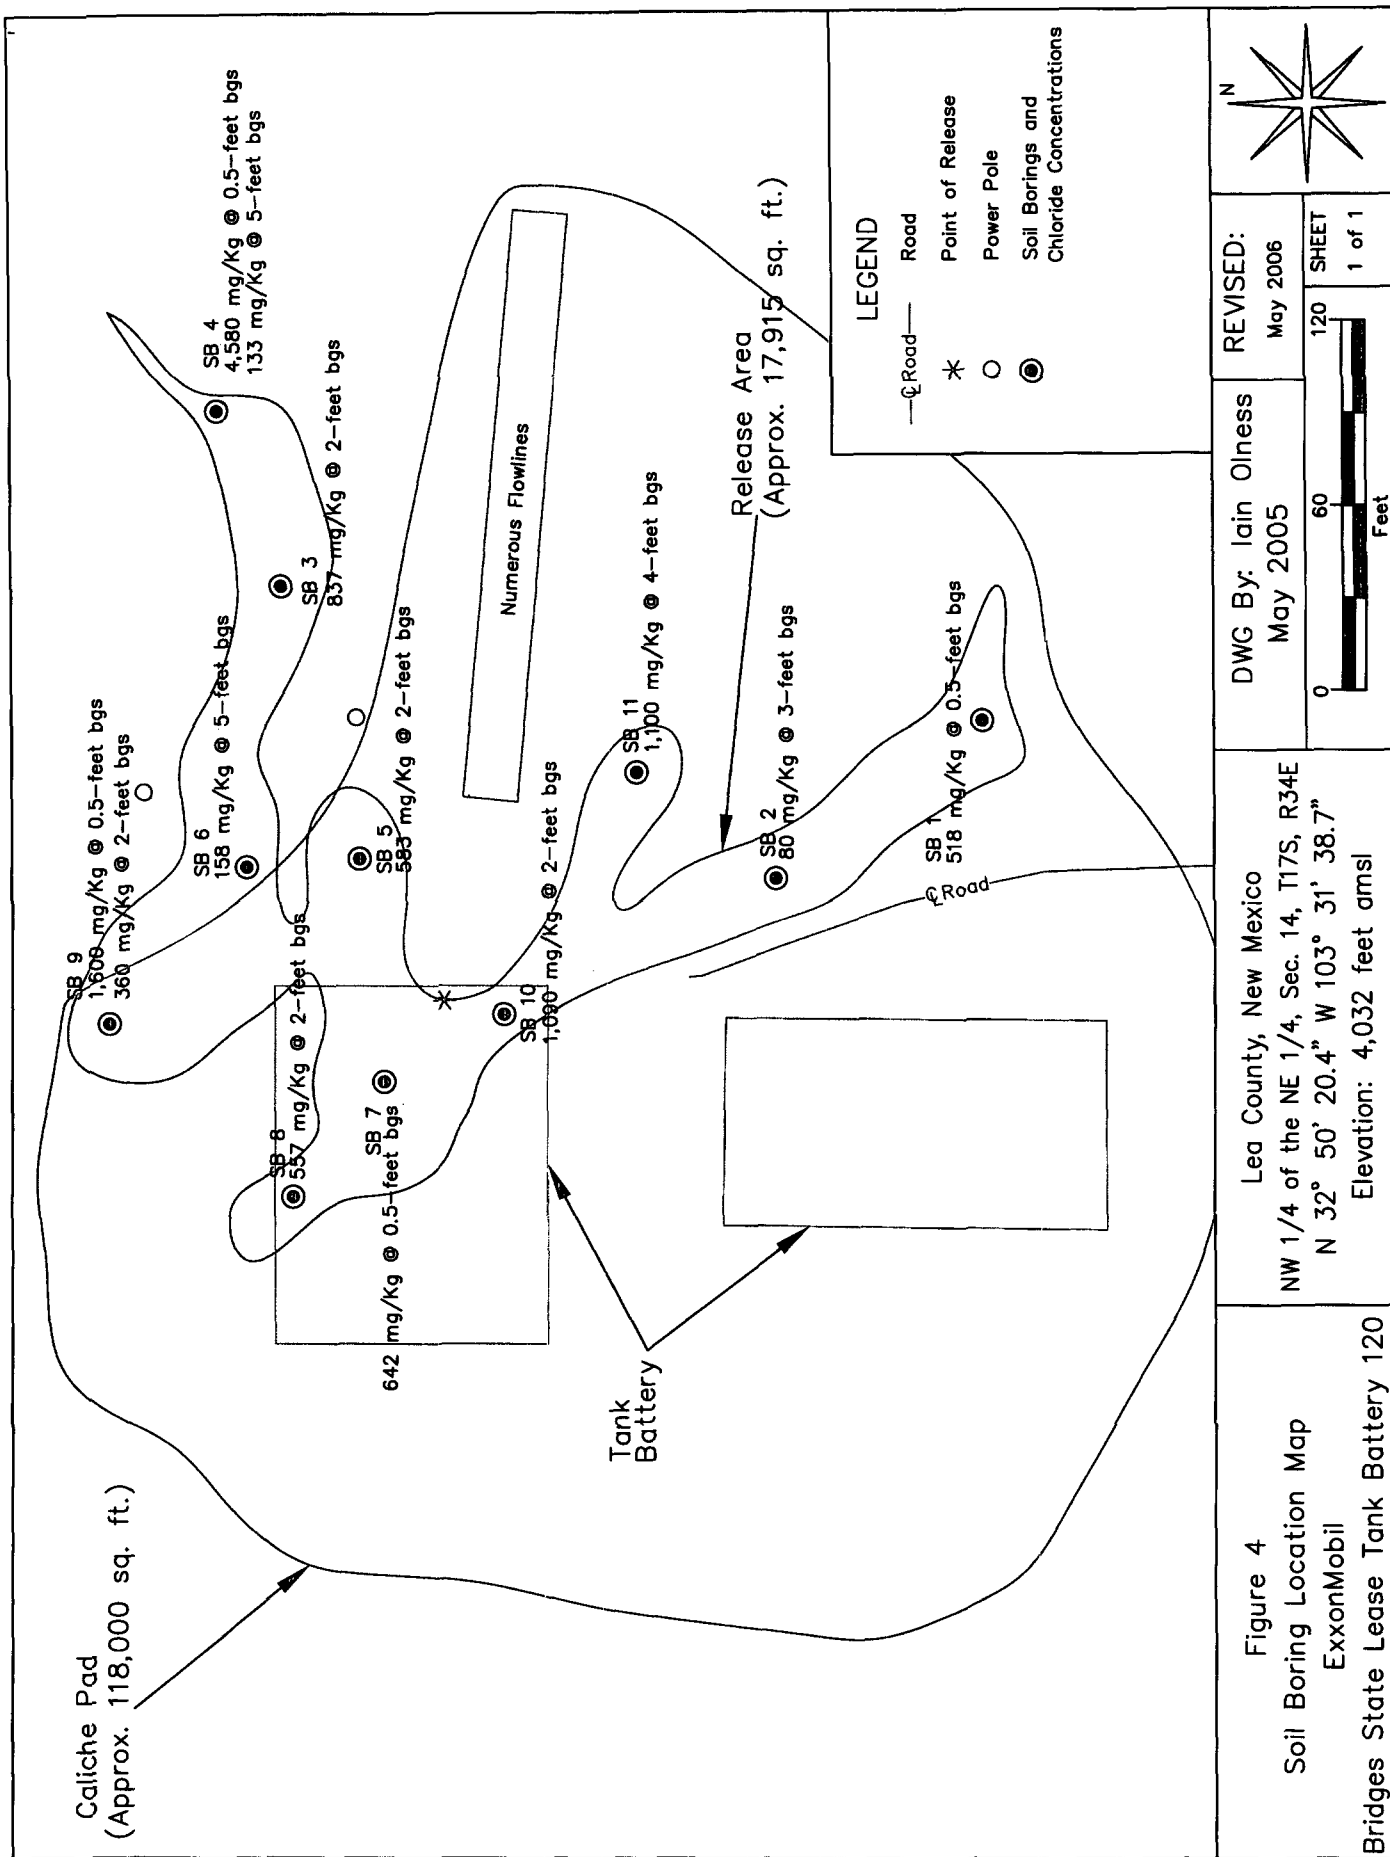 Caliche Pad
(Approx. 118,000 sq. ft.)
SB 9
1,600 mg/Kg @ 0.5-feet bgs
360 mg/Kg @ 2-feet bgs
SB 4
4,580 mg/Kg @ 0.5-feet bgs
133 mg/Kg @ 5-feet bgs
SB 6
158 mg/Kg @ 5-feet bgs
SB 3
837 mg/Kg @ 2-feet bgs
SB 8
557 mg/Kg @ 2-feet bgs
SB 7
642 mg/Kg @ 0.5-feet bgs
SB 5
583 mg/Kg @ 2-feet bgs
Numerous Flowlines
SB 10
1,090 mg/Kg @ 2-feet bgs
SB 11
1,100 mg/Kg @ 4-feet bgs
Tank
Battery
Release Area
(Approx. 17,915 sq. ft.)
SB 2
80 mg/Kg @ 3-feet bgs
SB 1
518 mg/Kg @ 0.5-feet bgs
℄ Road
LEGEND
℄ Road Road
Point of Release
Power Pole
Soil Borings and
Chloride Concentrations
Figure 4
Soil Boring Location Map
ExxonMobil
Bridges State Lease Tank Battery 120
Lea County, New Mexico
NW 1/4 of the NE 1/4, Sec. 14, T17S, R34E
N 32° 50' 20.4" W 103° 31' 38.7"
Elevation: 4,032 feet amsl
DWG By: Iain Olness
May 2005
REVISED:
May 2006
0 60 120
Feet
SHEET
1 of 1
N